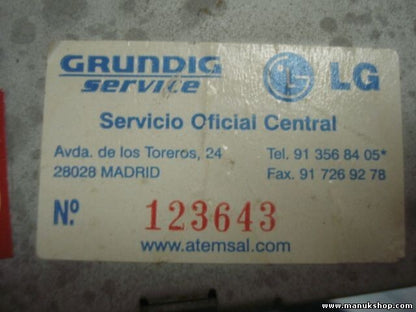 GRUNDIG service LG
Servicio Oficial Central
Avda. de los Toreros, 24 Tel. 91 356 84 05*
28028 MADRID Fax. 91 726 92 78
Nº 123643
www.atemsal.com
www.manukshop.com